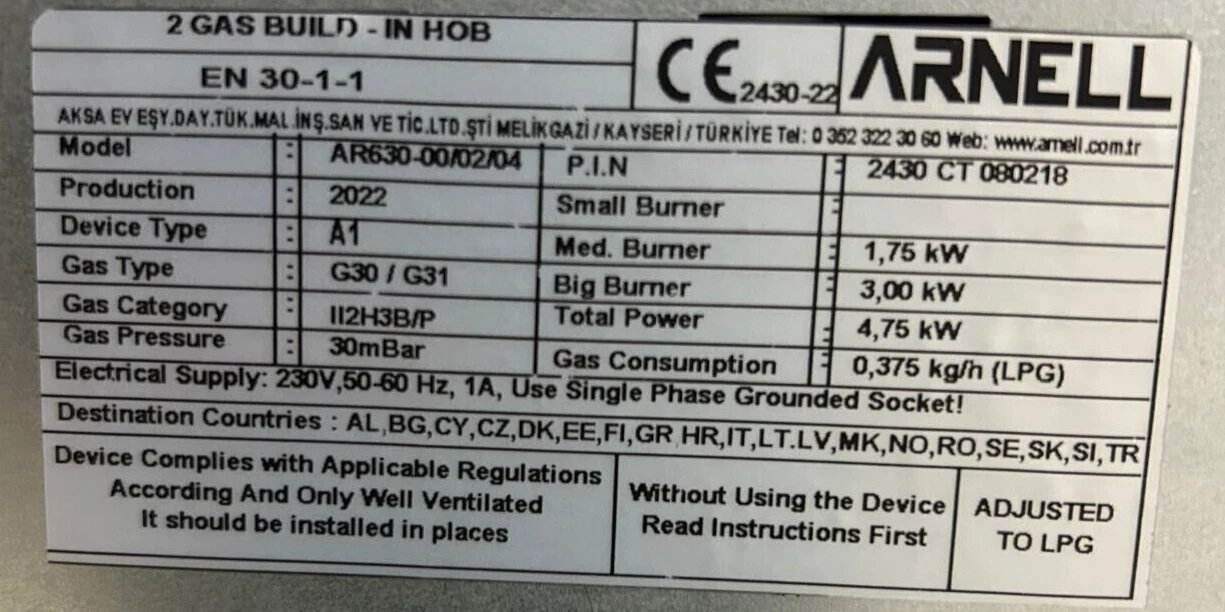 2 GAS BUILD - IN HOB
EN 30-1-1
CE 2430-22
ARNELL
AKSA EV EŞY.DAY.TÜK.MAL.İNŞ.SAN VE TİC.LTD.ŞTİ MELİKGAZİ / KAYSERİ / TÜRKİYE Tel: 0 352 322 30 60 Web: www.arnell.com.tr
Model : AR630-00/02/04 P.I.N : 2430 CT 080218
Production : 2022 Small Burner :
Device Type : A1 Med. Burner : 1,75 kW
Gas Type : G30 / G31 Big Burner : 3,00 kW
Gas Category : II2H3B/P Total Power : 4,75 kW
Gas Pressure : 30mBar Gas Consumption : 0,375 kg/h (LPG)
Electrical Supply: 230V,50-60 Hz, 1A, Use Single Phase Grounded Socket!
Destination Countries : AL,BG,CY,CZ,DK,EE,FI,GR,HR,IT,LT.LV,MK,NO,RO,SE,SK,SI,TR
Device Complies with Applicable Regulations
According And Only Well Ventilated
It should be installed in places
Without Using the Device
Read Instructions First
ADJUSTED
TO LPG